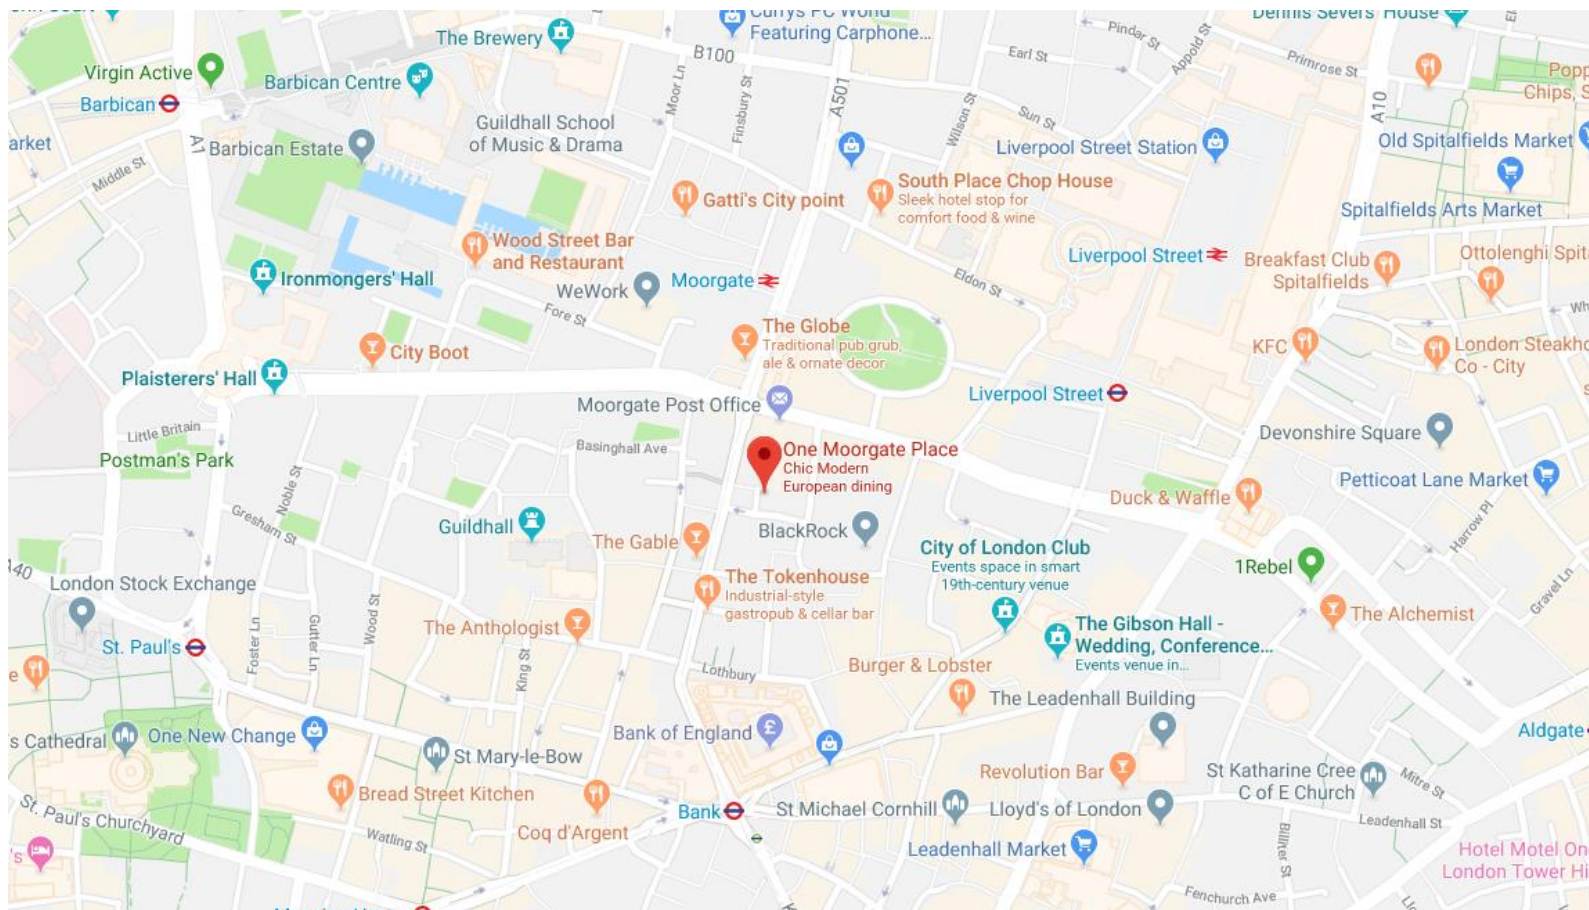 Currys PC World
Featuring Carphone...
Dennis Severs' House
The Brewery
Pindar St
Appold St
Earl St
B100
Primrose St
Virgin Active
Barbican Centre
Moor Ln
Finsbury St
A501
Chips, S
Barbican
Wilson St
Sun St
A10
Guildhall School
of Music & Drama
A1
arket
Barbican Estate
Liverpool Street Station
Old Spitalfields Market
Middle St
South Place Chop House
Sleek hotel stop for
comfort food & wine
Gatti's City point
Spitalfields Arts Market
Wood Street Bar
and Restaurant
Liverpool Street
Breakfast Club
Spitalfields
Ottolenghi Spit
Ironmongers' Hall
Moorgate
Eldon St
WeWork
Fore St
Wh
The Globe
Traditional pub grub,
ale & ornate decor
City Boot
KFC
London Steakho
Co - City
Plaisterers' Hall
Liverpool Street
Moorgate Post Office
Little Britain
Basinghall Ave
Devonshire Square
One Moorgate Place
Chic Modern
European dining
Postman's Park
Noble St
Petticoat Lane Market
Duck & Waffle
Gresham St
Guildhall
BlackRock
The Gable
Harrow Pl
City of London Club
Events space in smart
19th-century venue
A40
London Stock Exchange
1Rebel
The Tokenhouse
Industrial-style
gastropub & cellar bar
Gravel Ln
Wood St
The Alchemist
The Anthologist
The Gibson Hall -
Wedding, Conference...
Events venue in...
St. Paul's
Foster Ln
Gutter Ln
King St
Lothbury
Burger & Lobster
e
The Leadenhall Building
s Cathedral
One New Change
Bank of England
Aldgate
St Mary-le-Bow
Revolution Bar
St Katharine Cree
C of E Church
Mitre St
Bread Street Kitchen
St. Paul's Churchyard
Bank
St Michael Cornhill
Lloyd's of London
Coq d'Argent
Watling St
Leadenhall St
's
Leadenhall Market
Billiter St
Hotel Motel On
London Tower Hi
Fenchurch Ave